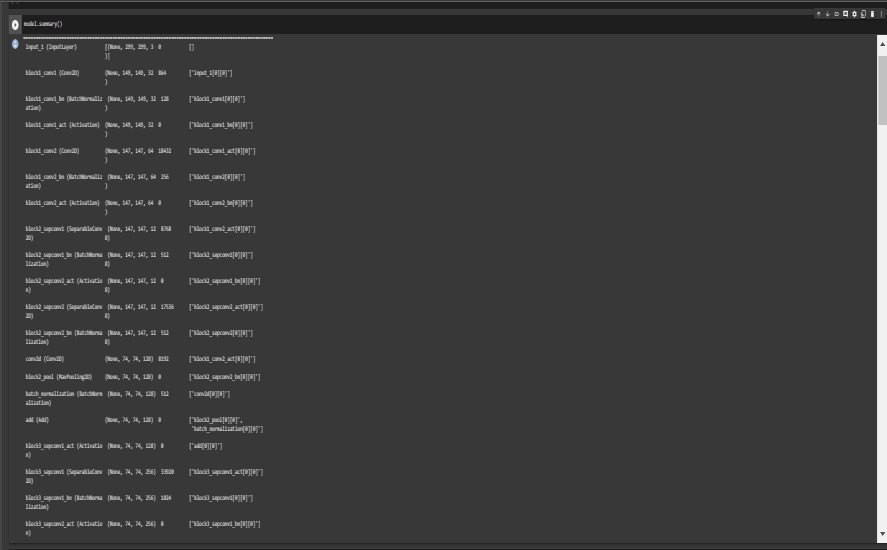 model.summary()
==================================================================================================
input_1 (InputLayer) [(None, 299, 299, 3 0 []
)]
block1_conv1 (Conv2D) (None, 149, 149, 32 864 ['input_1[0][0]']
)
block1_conv1_bn (BatchNormaliz (None, 149, 149, 32 128 ['block1_conv1[0][0]']
ation) )
block1_conv1_act (Activation) (None, 149, 149, 32 0 ['block1_conv1_bn[0][0]']
)
block1_conv2 (Conv2D) (None, 147, 147, 64 18432 ['block1_conv1_act[0][0]']
)
block1_conv2_bn (BatchNormaliz (None, 147, 147, 64 256 ['block1_conv2[0][0]']
ation) )
block1_conv2_act (Activation) (None, 147, 147, 64 0 ['block1_conv2_bn[0][0]']
)
block2_sepconv1 (SeparableConv (None, 147, 147, 12 8768 ['block1_conv2_act[0][0]']
2D) 8)
block2_sepconv1_bn (BatchNorma (None, 147, 147, 12 512 ['block2_sepconv1[0][0]']
lization) 8)
block2_sepconv2_act (Activatio (None, 147, 147, 12 0 ['block2_sepconv1_bn[0][0]']
n) 8)
block2_sepconv2 (SeparableConv (None, 147, 147, 12 17536 ['block2_sepconv2_act[0][0]']
2D) 8)
block2_sepconv2_bn (BatchNorma (None, 147, 147, 12 512 ['block2_sepconv2[0][0]']
lization) 8)
conv2d (Conv2D) (None, 74, 74, 128) 8192 ['block1_conv2_act[0][0]']
block2_pool (MaxPooling2D) (None, 74, 74, 128) 0 ['block2_sepconv2_bn[0][0]']
batch_normalization (BatchNorm (None, 74, 74, 128) 512 ['conv2d[0][0]']
alization)
add (Add) (None, 74, 74, 128) 0 ['block2_pool[0][0]',
'batch_normalization[0][0]']
block3_sepconv1_act (Activatio (None, 74, 74, 128) 0 ['add[0][0]']
n)
block3_sepconv1 (SeparableConv (None, 74, 74, 256) 33920 ['block3_sepconv1_act[0][0]']
2D)
block3_sepconv1_bn (BatchNorma (None, 74, 74, 256) 1024 ['block3_sepconv1[0][0]']
lization)
block3_sepconv2_act (Activatio (None, 74, 74, 256) 0 ['block3_sepconv1_bn[0][0]']
n)